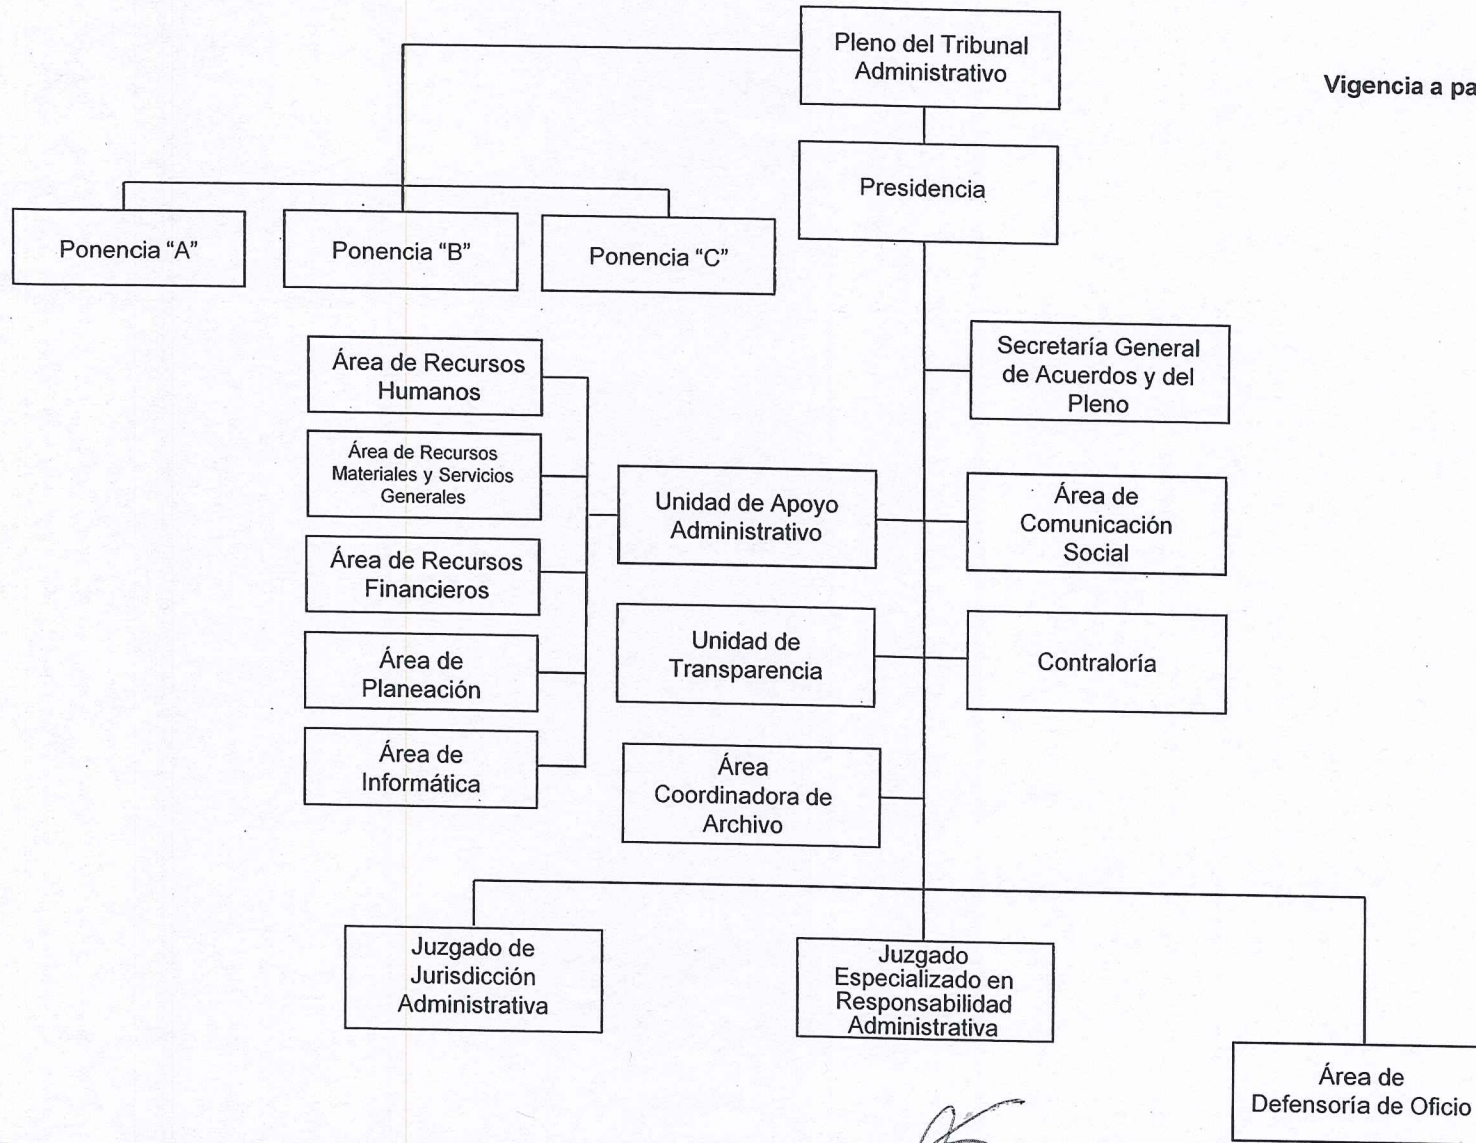 Pleno del Tribunal
Administrativo
Vigencia a pa
Presidencia
Ponencia “A”
Ponencia “B”
Ponencia “C”
Área de Recursos
Humanos
Área de Recursos
Materiales y Servicios
Generales
Área de Recursos
Financieros
Área de
Planeación
Área de
Informática
Unidad de Apoyo
Administrativo
Unidad de
Transparencia
Área
Coordinadora de
Archivo
Secretaría General
de Acuerdos y del
Pleno
Área de
Comunicación
Social
Contraloría
Juzgado de
Jurisdicción
Administrativa
Juzgado
Especializado en
Responsabilidad
Administrativa
Área de
Defensoría de Oficio